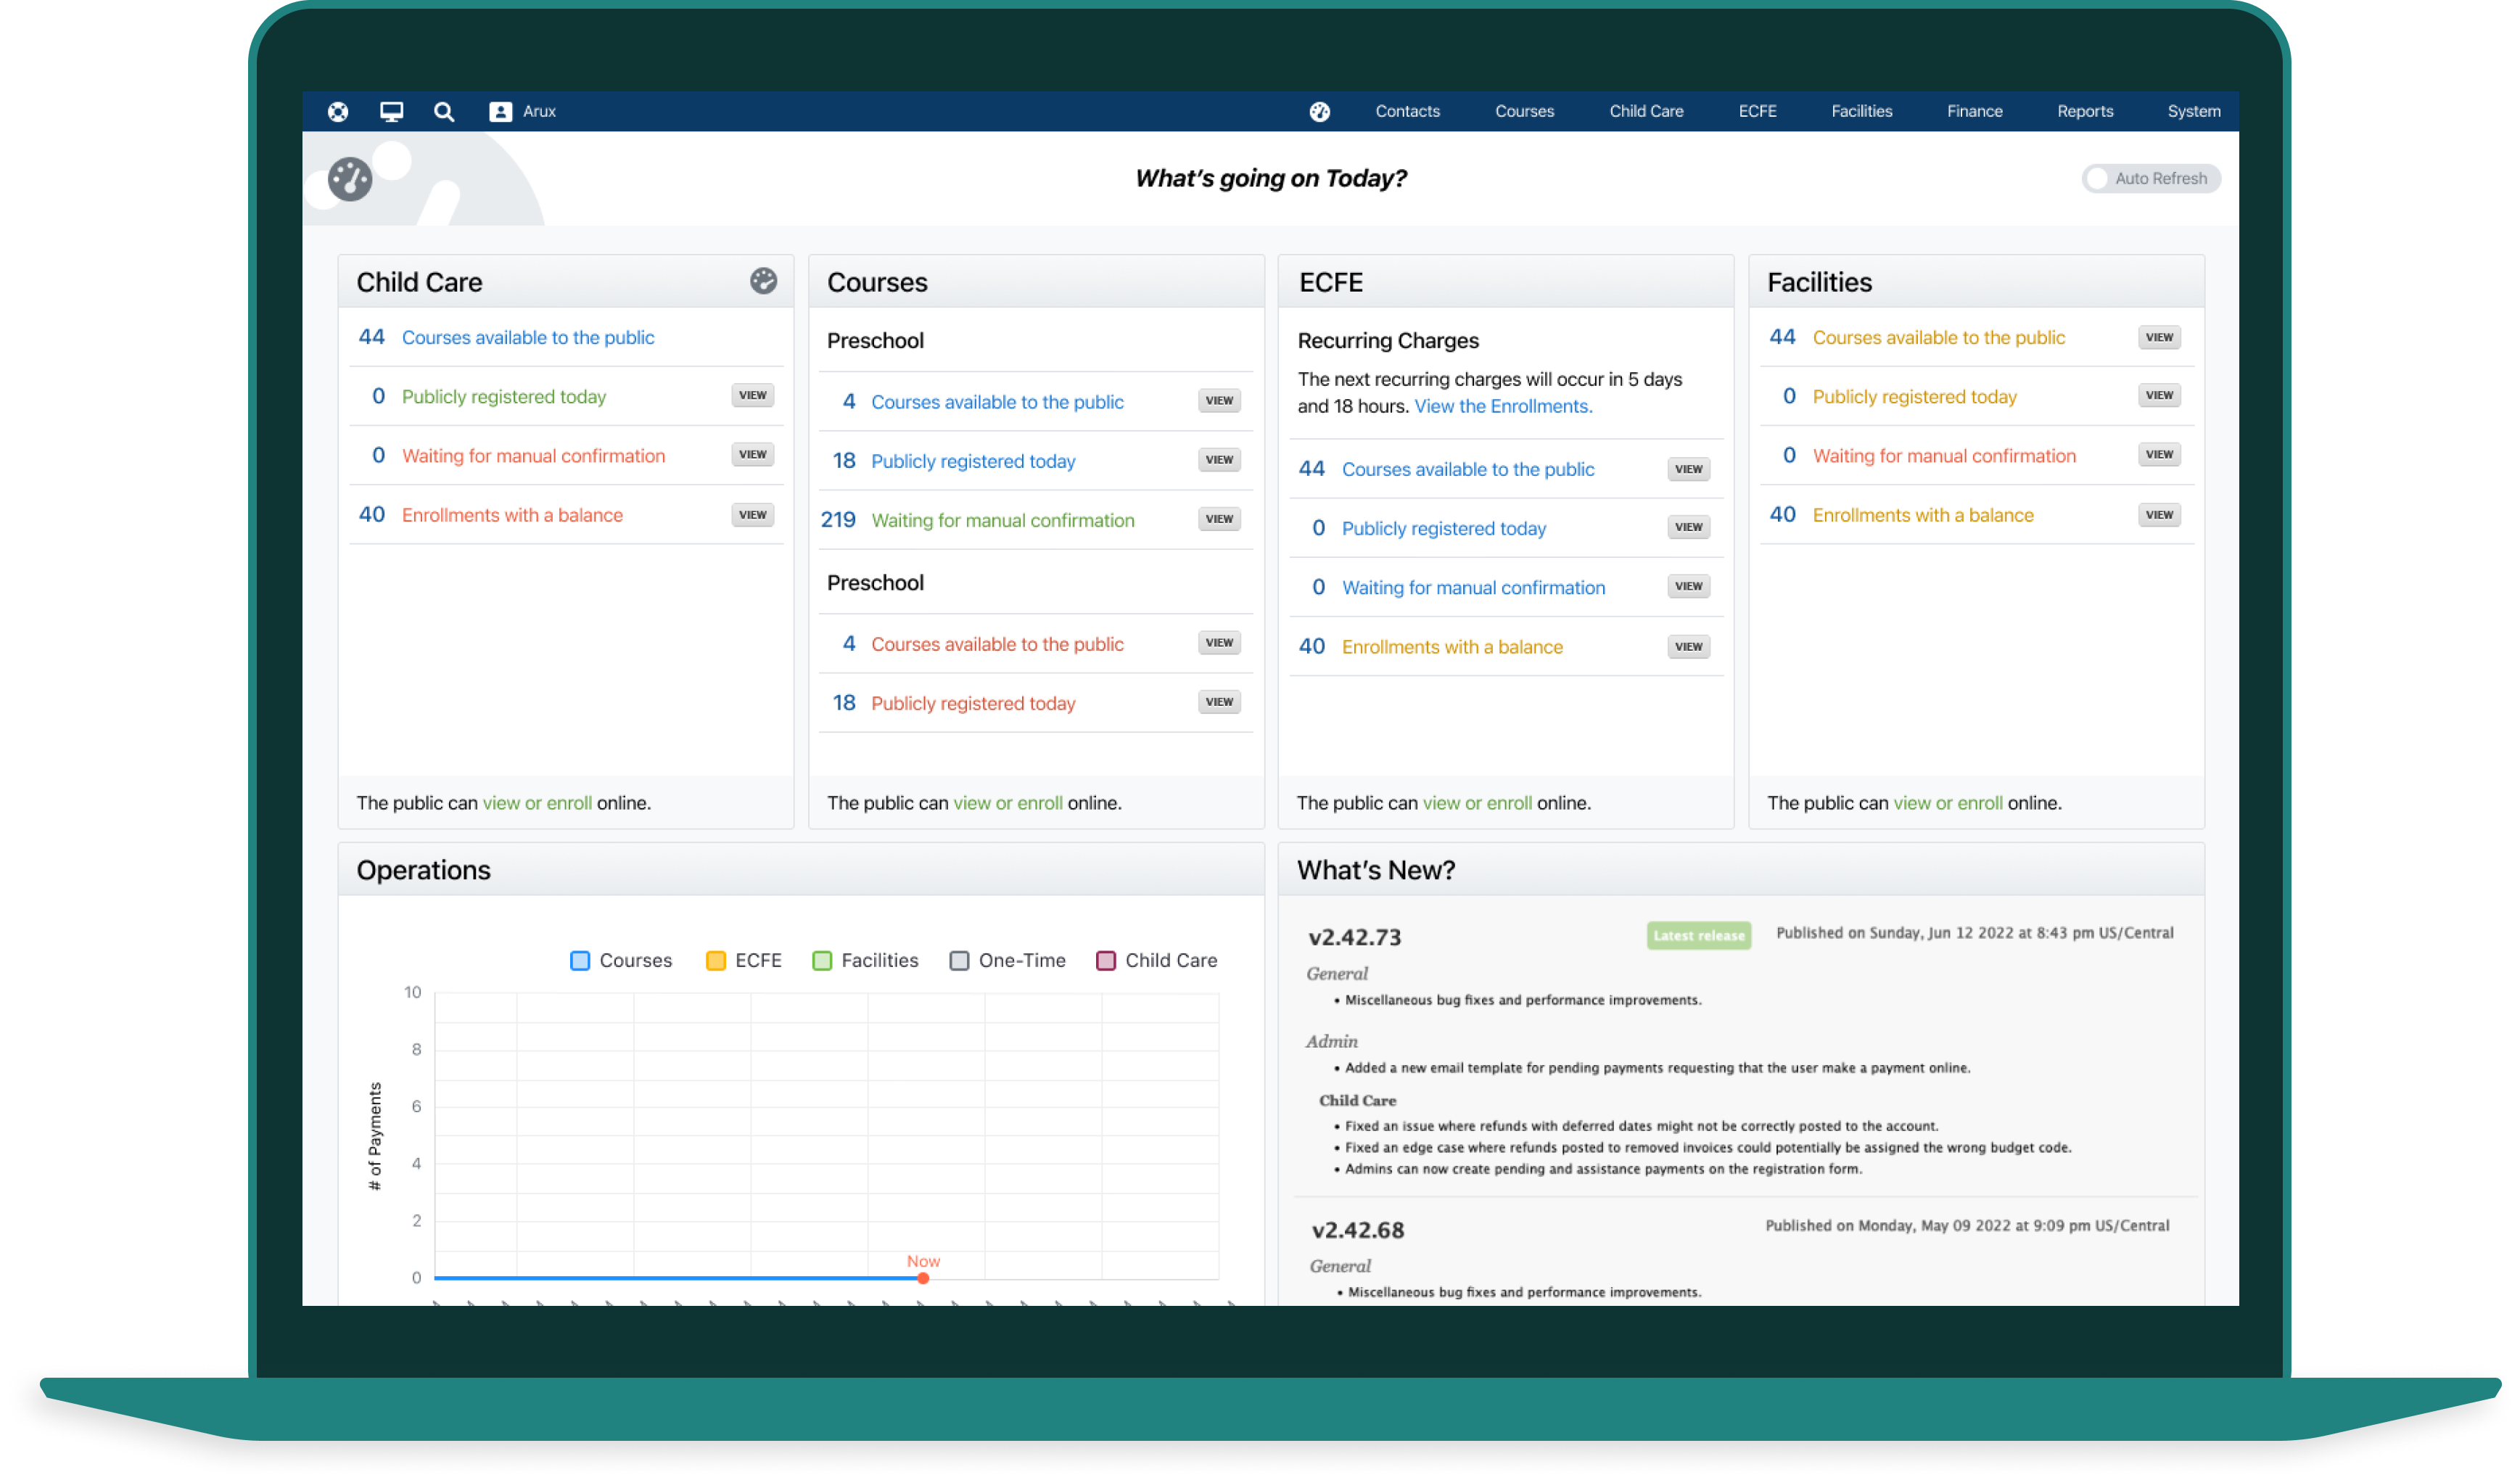 Arux
Contacts Courses Child Care ECFE Facilities Finance Reports System
What's going on Today?
Auto Refresh
Child Care
44 Courses available to the public
0 Publicly registered today VIEW
0 Waiting for manual confirmation VIEW
40 Enrollments with a balance VIEW
The public can view or enroll online.
Courses
Preschool
4 Courses available to the public VIEW
18 Publicly registered today VIEW
219 Waiting for manual confirmation VIEW
Preschool
4 Courses available to the public VIEW
18 Publicly registered today VIEW
The public can view or enroll online.
ECFE
Recurring Charges
The next recurring charges will occur in 5 days
and 18 hours. View the Enrollments.
44 Courses available to the public VIEW
0 Publicly registered today VIEW
0 Waiting for manual confirmation VIEW
40 Enrollments with a balance VIEW
The public can view or enroll online.
Facilities
44 Courses available to the public VIEW
0 Publicly registered today VIEW
0 Waiting for manual confirmation VIEW
40 Enrollments with a balance VIEW
The public can view or enroll online.
Operations
Courses ECFE Facilities One-Time Child Care
# of Payments
10
8
6
4
2
0
Now
What's New?
v2.42.73 Latest release Published on Sunday, Jun 12 2022 at 8:43 pm US/Central
General
• Miscellaneous bug fixes and performance improvements.
Admin
• Added a new email template for pending payments requesting that the user make a payment online.
Child Care
• Fixed an issue where refunds with deferred dates might not be correctly posted to the account.
• Fixed an edge case where refunds posted to removed invoices could potentially be assigned the wrong budget code.
• Admins can now create pending and assistance payments on the registration form.
v2.42.68 Published on Monday, May 09 2022 at 9:09 pm US/Central
General
• Miscellaneous bug fixes and performance improvements.